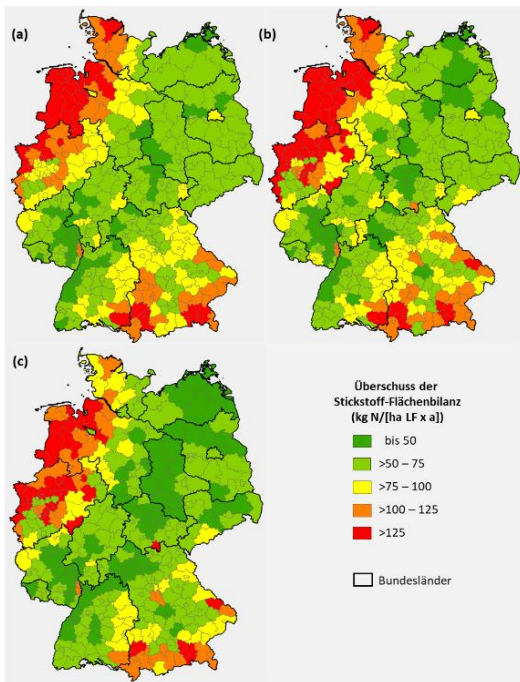 (a)
(b)
(c)
Überschuss der
Stickstoff-Flächenbilanz
(kg N/[ha LF x a])
bis 50
>50 – 75
>75 – 100
>100 – 125
>125
Bundesländer